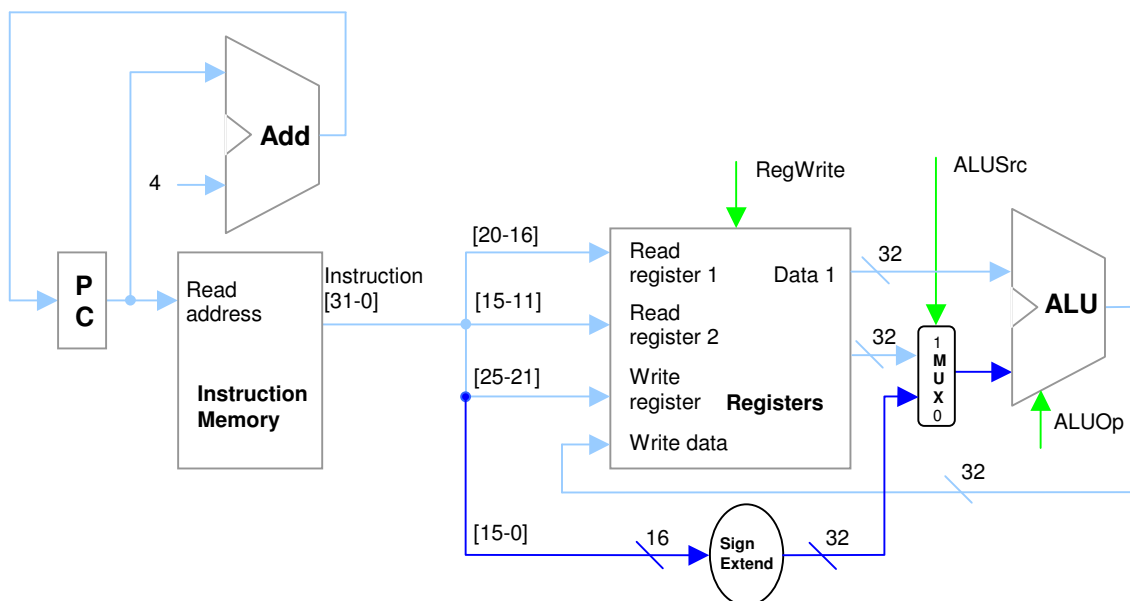 Add
4
P
C
Read
address
Instruction
Memory
Instruction
[31-0]
[20-16]
[15-11]
[25-21]
[15-0]
RegWrite
Read
register 1
Data 1
Read
register 2
Write
register
Registers
Write data
32
32
ALUSrc
1
M
U
X
0
ALU
ALUOp
32
16
Sign
Extend
32